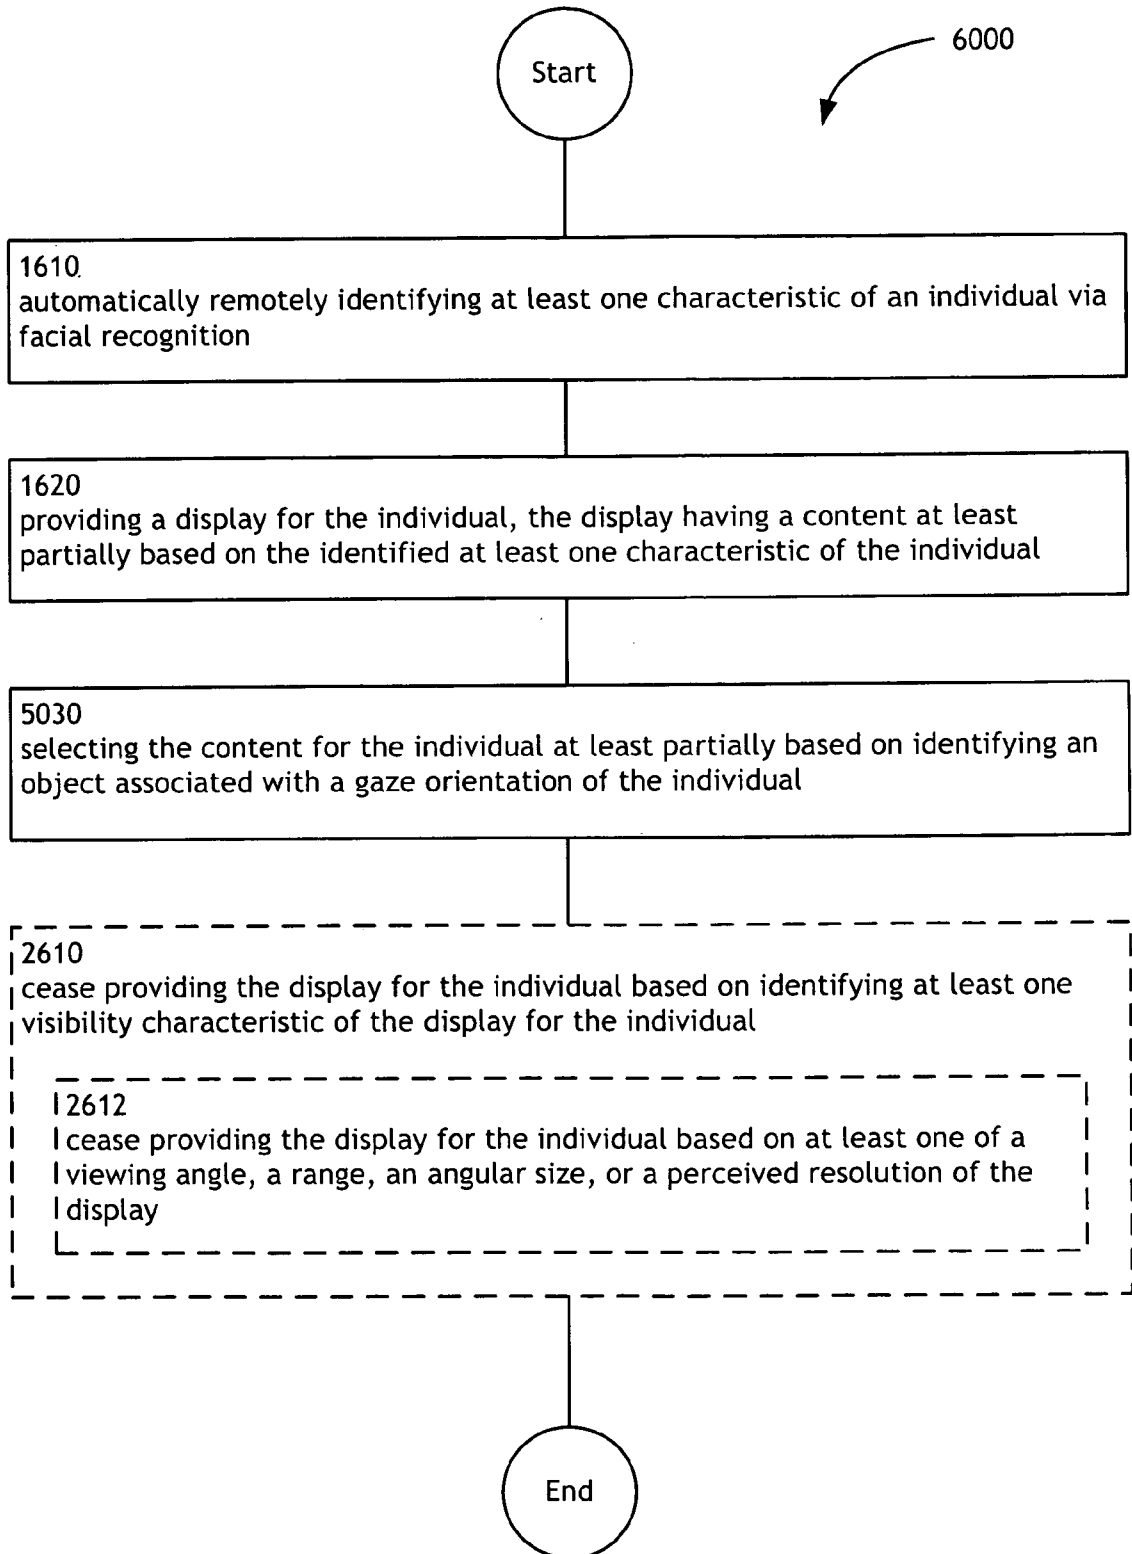 Start
6000
1610
automatically remotely identifying at least one characteristic of an individual via
facial recognition
1620
providing a display for the individual, the display having a content at least
partially based on the identified at least one characteristic of the individual
5030
selecting the content for the individual at least partially based on identifying an
object associated with a gaze orientation of the individual
2610
cease providing the display for the individual based on identifying at least one
visibility characteristic of the display for the individual
2612
cease providing the display for the individual based on at least one of a
viewing angle, a range, an angular size, or a perceived resolution of the
display
End